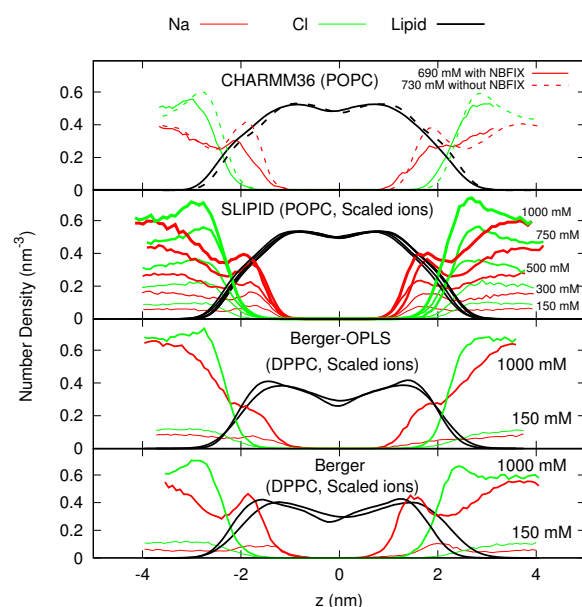 Na Cl Lipid
CHARMM36 (POPC)
690 mM with NBFIX
730 mM without NBFIX
0.6
0.4
0.2
0
SLIPID (POPC, Scaled ions)
1000 mM
750 mM
500 mM
300 mM
150 mM
0.6
0.4
0.2
0
Number Density (nm-3)
Berger-OPLS
(DPPC, Scaled ions)
1000 mM
150 mM
0.6
0.4
0.2
0
Berger
(DPPC, Scaled ions)
1000 mM
150 mM
0.6
0.4
0.2
0
-4 -2 0 2 4
z (nm)